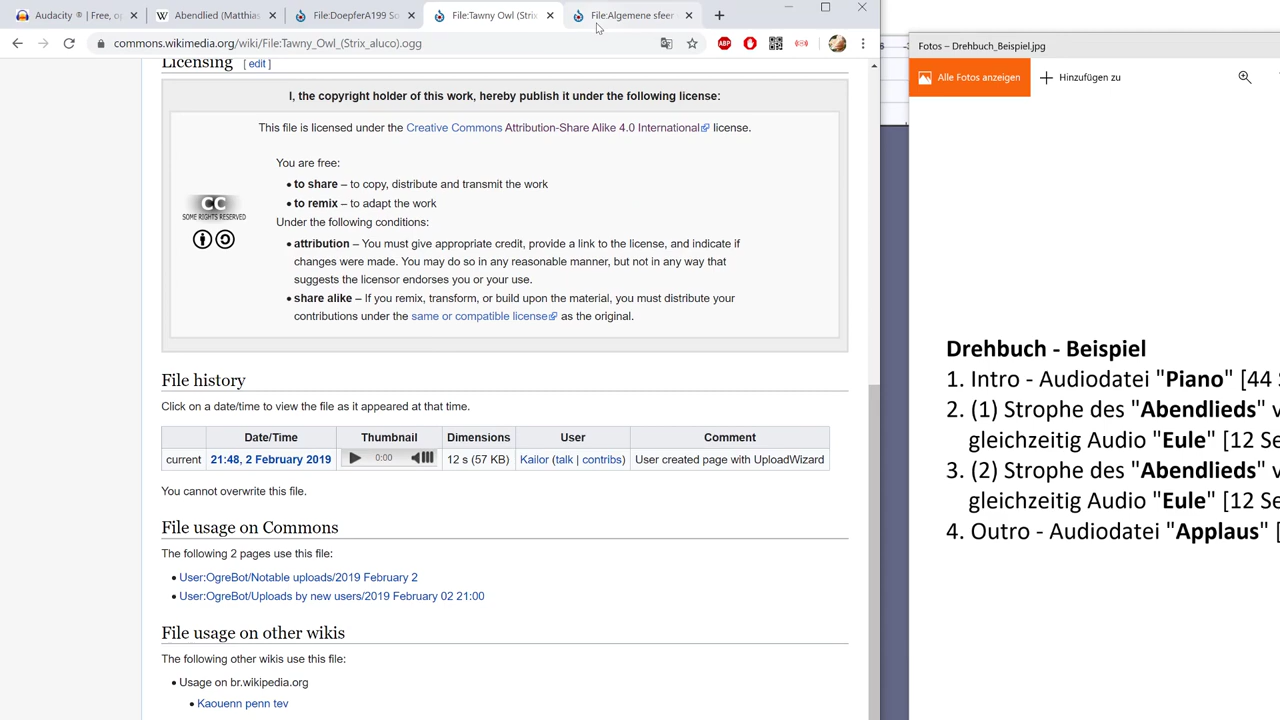 Audacity ® | Free, o
Abendlied (Matthias
File:DoepferA199 So
File:Tawny Owl (Strix
File:Algemene sfeer
commons.wikimedia.org/wiki/File:Tawny_Owl_(Strix_aluco).ogg
ABP
Licensing [ edit ]
I, the copyright holder of this work, hereby publish it under the following license:
This file is licensed under the Creative Commons Attribution-Share Alike 4.0 International license.
You are free:
• to share – to copy, distribute and transmit the work
• to remix – to adapt the work
Under the following conditions:
CC
SOME RIGHTS RESERVED
• attribution – You must give appropriate credit, provide a link to the license, and indicate if
changes were made. You may do so in any reasonable manner, but not in any way that
suggests the licensor endorses you or your use.
• share alike – If you remix, transform, or build upon the material, you must distribute your
contributions under the same or compatible license as the original.
File history
Click on a date/time to view the file as it appeared at that time.
Date/Time Thumbnail Dimensions User Comment
current 21:48, 2 February 2019 0:00 12 s (57 KB) Kailor (talk | contribs) User created page with UploadWizard
You cannot overwrite this file.
File usage on Commons
The following 2 pages use this file:
• User:OgreBot/Notable uploads/2019 February 2
• User:OgreBot/Uploads by new users/2019 February 02 21:00
File usage on other wikis
The following other wikis use this file:
• Usage on br.wikipedia.org
• Kaouenn penn tev
Fotos – Drehbuch_Beispiel.jpg
Alle Fotos anzeigen
Hinzufügen zu
Drehbuch - Beispiel
1. Intro - Audiodatei "Piano" [44 S
2. (1) Strophe des "Abendlieds" v
gleichzeitig Audio "Eule" [12 Se
3. (2) Strophe des "Abendlieds" v
gleichzeitig Audio "Eule" [12 Se
4. Outro - Audiodatei "Applaus" [